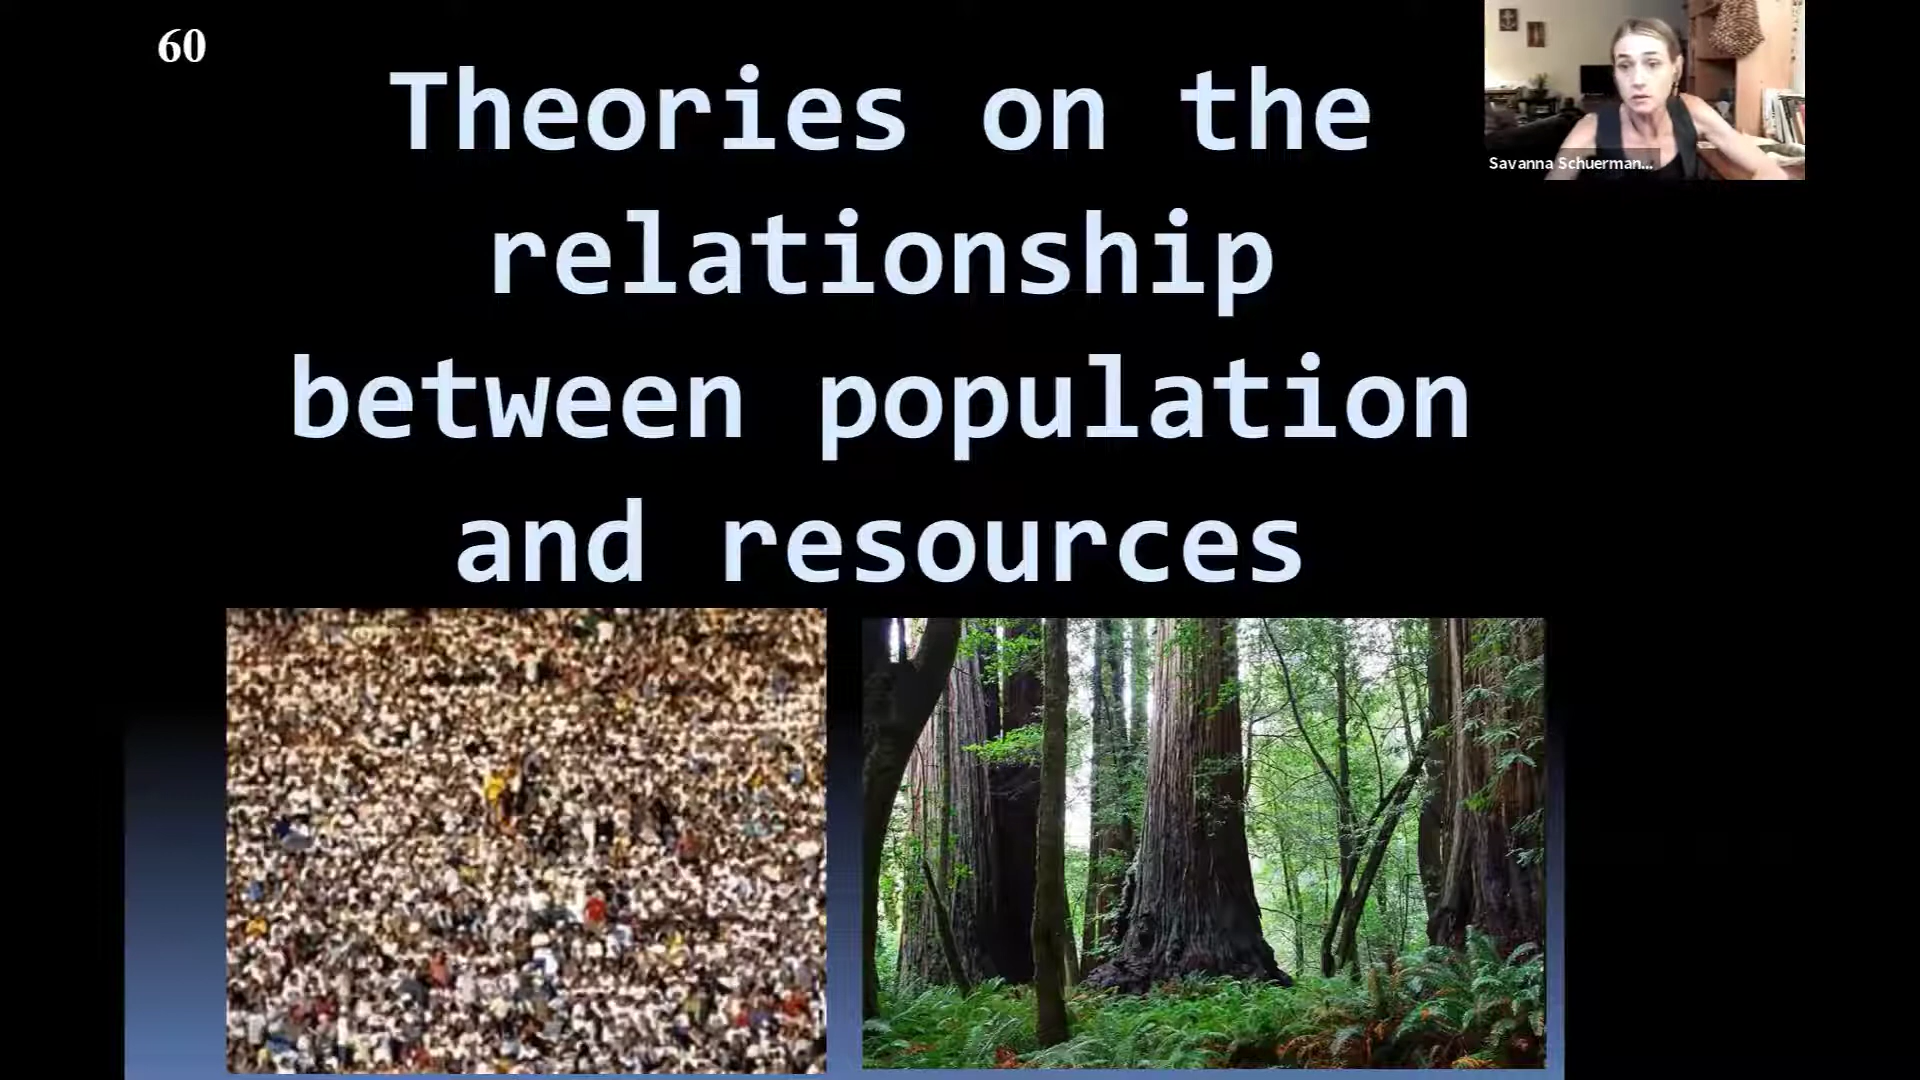 60
Theories on the
relationship
between population
and resources
Savanna Schuerman...